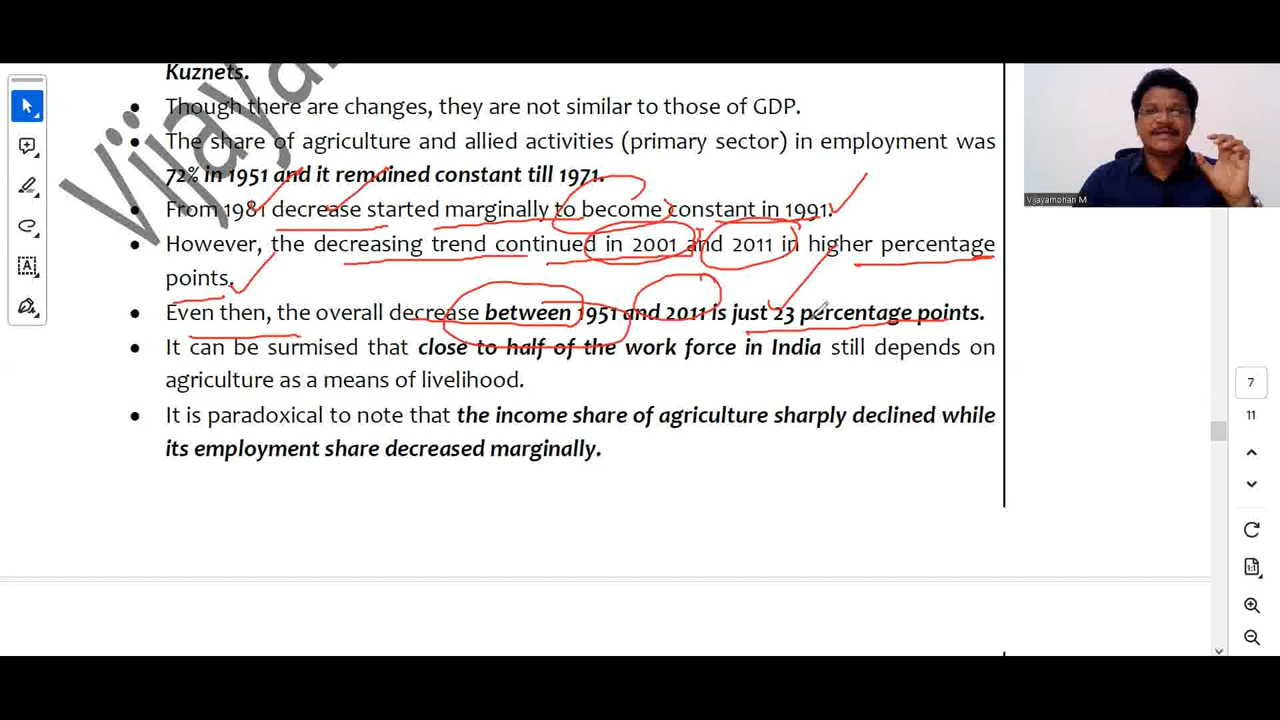 Kuznets.
• Though there are changes, they are not similar to those of GDP.
• The share of agriculture and allied activities (primary sector) in employment was
72% in 1951 and it remained constant till 1971.
• From 1981 decrease started marginally to become constant in 1991.
• However, the decreasing trend continued in 2001 and 2011 in higher percentage
points.
• Even then, the overall decrease between 1951 and 2011 is just 23 percentage points.
• It can be surmised that close to half of the work force in India still depends on
agriculture as a means of livelihood.
• It is paradoxical to note that the income share of agriculture sharply declined while
its employment share decreased marginally.
Vijaya
Vijayamohan M
7
11
1:1
A